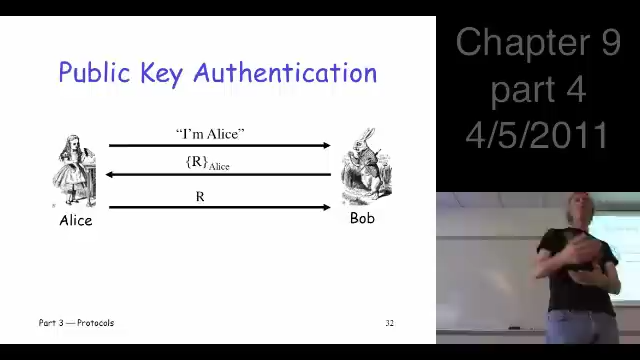 Public Key Authentication
"I'm Alice"
{R}Alice
R
Alice
Bob
Part 3 — Protocols
32
Chapter 9
part 4
4/5/2011